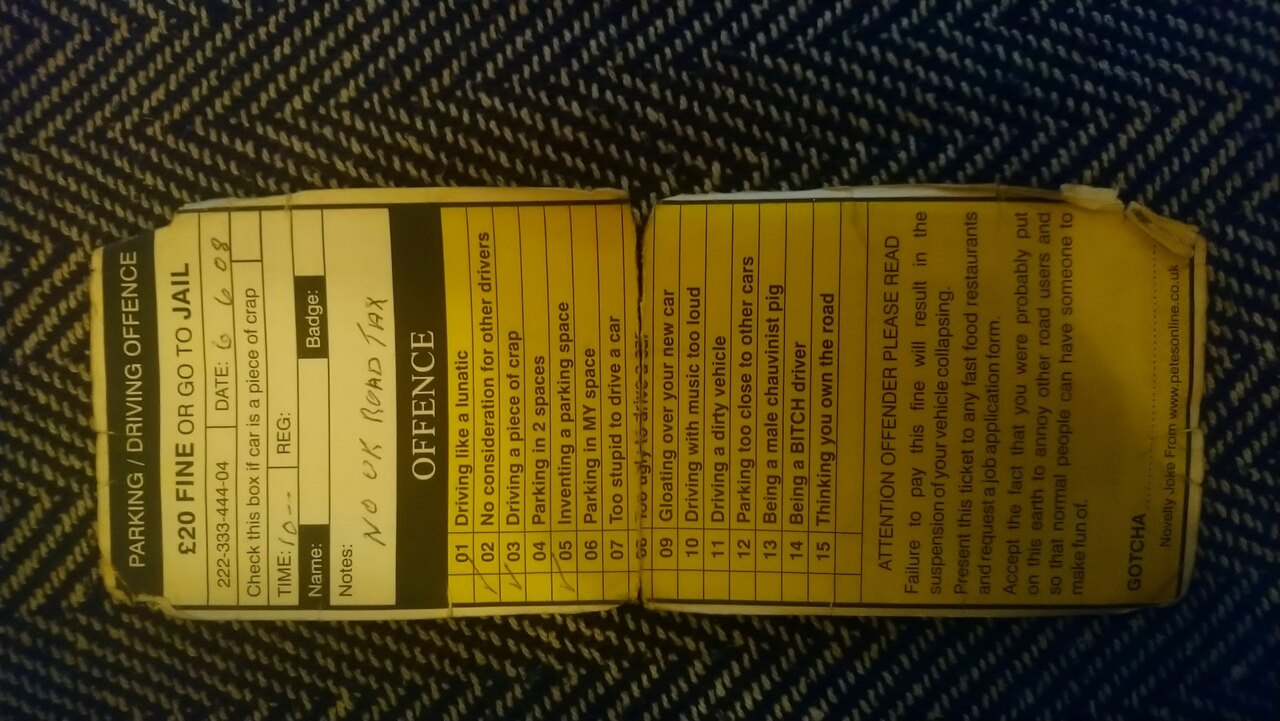 PARKING / DRIVING OFFENCE
£20 FINE OR GO TO JAIL
222-333-444-04 DATE: 6 6 08
Check this box if car is a piece of crap
TIME: 10-- REG:
Name: Badge:
Notes:
NO UK ROAD TAX
OFFENCE
01 Driving like a lunatic
02 No consideration for other drivers
03 Driving a piece of crap
04 Parking in 2 spaces
05 Inventing a parking space
06 Parking in MY space
07 Too stupid to drive a car
08 Too ugly to drive a car
09 Gloating over your new car
10 Driving with music too loud
11 Driving a dirty vehicle
12 Parking too close to other cars
13 Being a male chauvinist pig
14 Being a BITCH driver
15 Thinking you own the road
ATTENTION OFFENDER PLEASE READ
Failure to pay this fine will result in the
suspension of your vehicle collapsing.
Present this ticket to any fast food restaurants
and request a job application form.
Accept the fact that you were probably put
on this earth to annoy other road users and
so that normal people can have someone to
make fun of.
GOTCHA
Novelty Joke From www.petesonline.co.uk